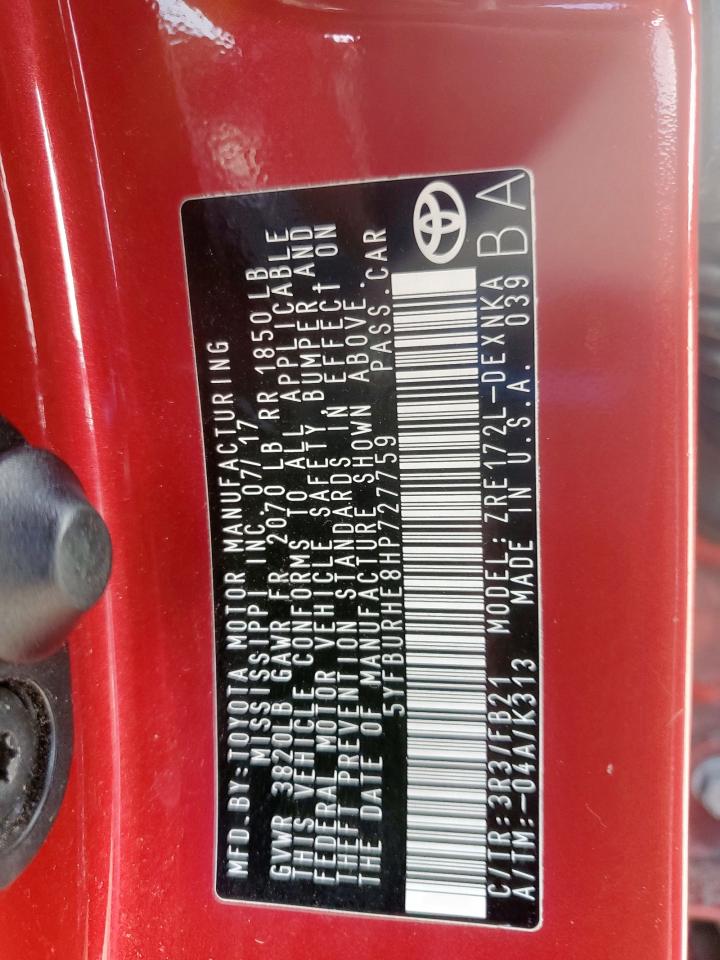 MFD.BY:TOYOTA MOTOR MANUFACTURING
MISSISSIPPI INC. 07/17
GVWR 3820LB GAWR FR 2070 LB RR 1850 LB
THIS VEHICLE CONFORMS TO ALL APPLICABLE
FEDERAL MOTOR VEHICLE SAFETY, BUMPER, AND
THEFT PREVENTION STANDARDS IN EFFECT ON
THE DATE OF MANUFACTURE SHOWN ABOVE.
5YFBURHE8HP727759 PASS.CAR
C/TR:3R3/FB21 MODEL:ZRE172L-DEXNKA
A/TM:-04A/K313 MADE IN U.S.A. 039
BA